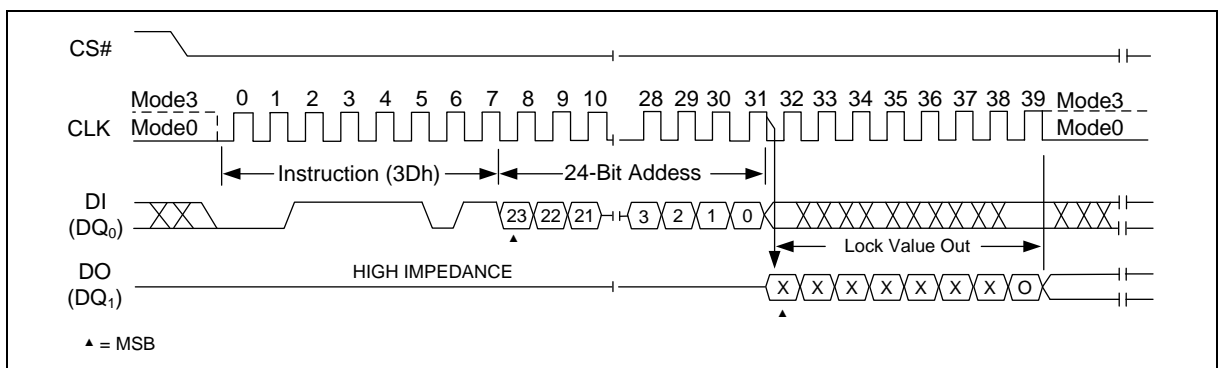 CS#
Mode3 0 1 2 3 4 5 6 7 8 9 10 28 29 30 31 32 33 34 35 36 37 38 39 Mode3
CLK Mode0 Mode0
Instruction (3Dh) 24-Bit Addess
DI
(DQ0) 23 22 21 3 2 1 0
Lock Value Out
DO HIGH IMPEDANCE
(DQ1) X X X X X X X O
▲ = MSB